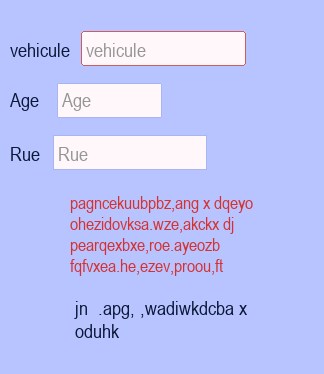 vehicule vehicule
Age Age
Rue Rue
pagncekuubpbz,ang x dqeyo
ohezidovksa.wze,akckx dj
pearqexbxe,roe.ayeozb
fqfvxea.he,ezev,proou,ft
jn .apg, ,wadiwkdcba x
oduhk